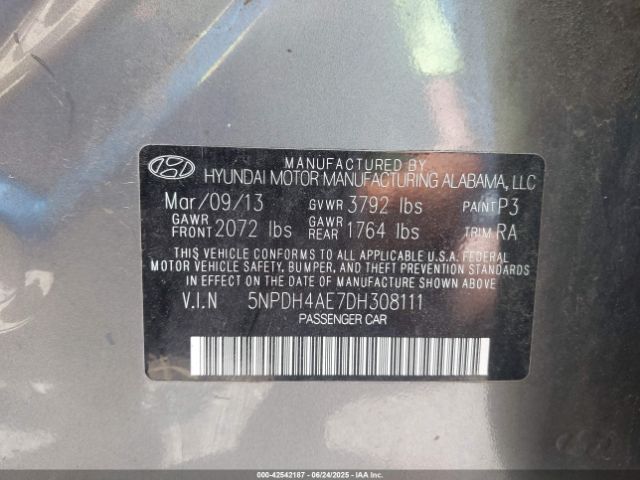 MANUFACTURED BY
HYUNDAI MOTOR MANUFACTURING ALABAMA, LLC
Mar/09/13 GVWR 3792 lbs PAINT P3
GAWR FRONT 2072 lbs GAWR REAR 1764 lbs TRIM RA
THIS VEHICLE CONFORMS TO ALL APPLICABLE U.S.A. FEDERAL
MOTOR VEHICLE SAFETY, BUMPER, AND THEFT PREVENTION STANDARDS
IN EFFECT ON THE DATE OF MANUFACTURE SHOWN ABOVE.
V.I.N 5NPDH4AE7DH308111
PASSENGER CAR
000-42542187 - 06/24/2025 - IAAI.com